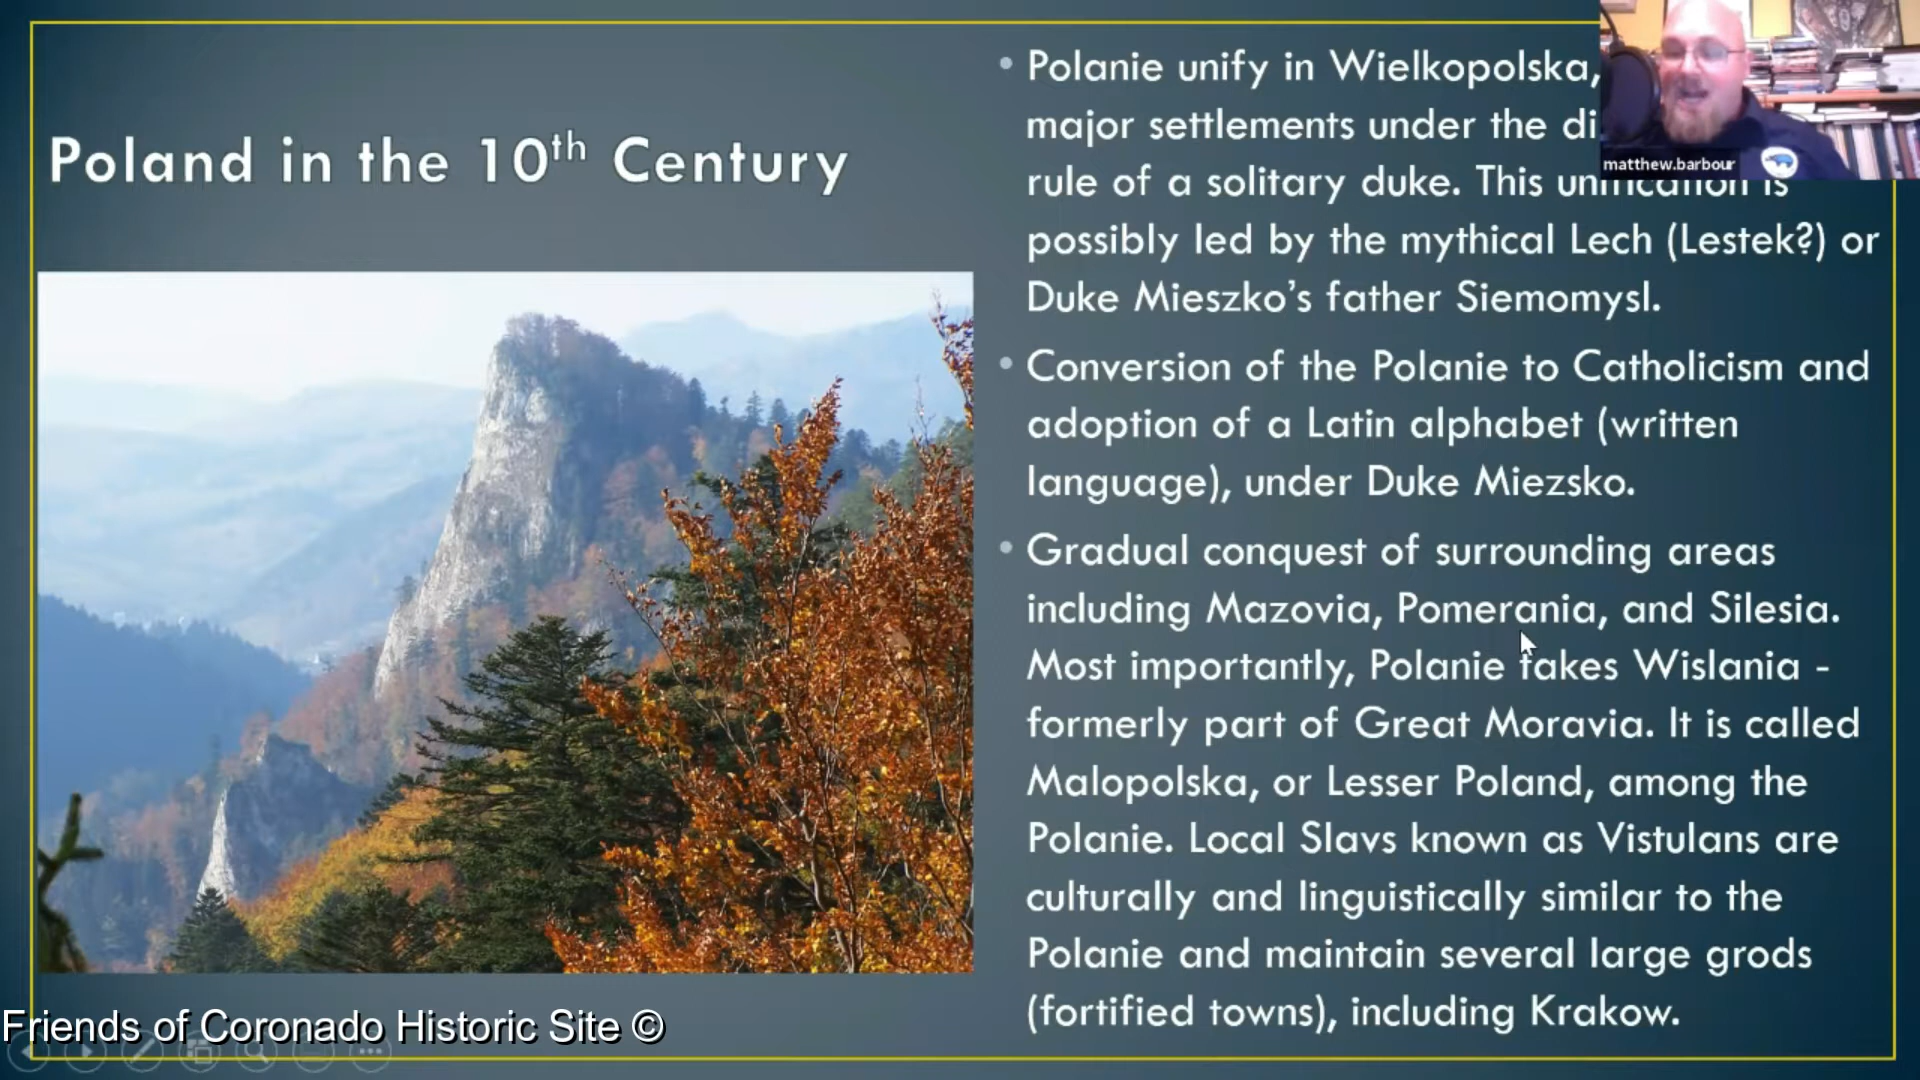 Poland in the 10th Century
Polanie unify in Wielkopolska,
major settlements under the
rule of a solitary duke. This unification is
possibly led by the mythical Lech (Lestek?) or
Duke Mieszko's father Siemomysl.
Conversion of the Polanie to Catholicism and
adoption of a Latin alphabet (written
language), under Duke Miezsko.
Gradual conquest of surrounding areas
including Mazovia, Pomerania, and Silesia.
Most importantly, Polanie takes Wislania -
formerly part of Great Moravia. It is called
Malopolska, or Lesser Poland, among the
Polanie. Local Slavs known as Vistulans are
culturally and linguistically similar to the
Polanie and maintain several large grods
(fortified towns), including Krakow.
matthew.barbour
Friends of Coronado Historic Site ©